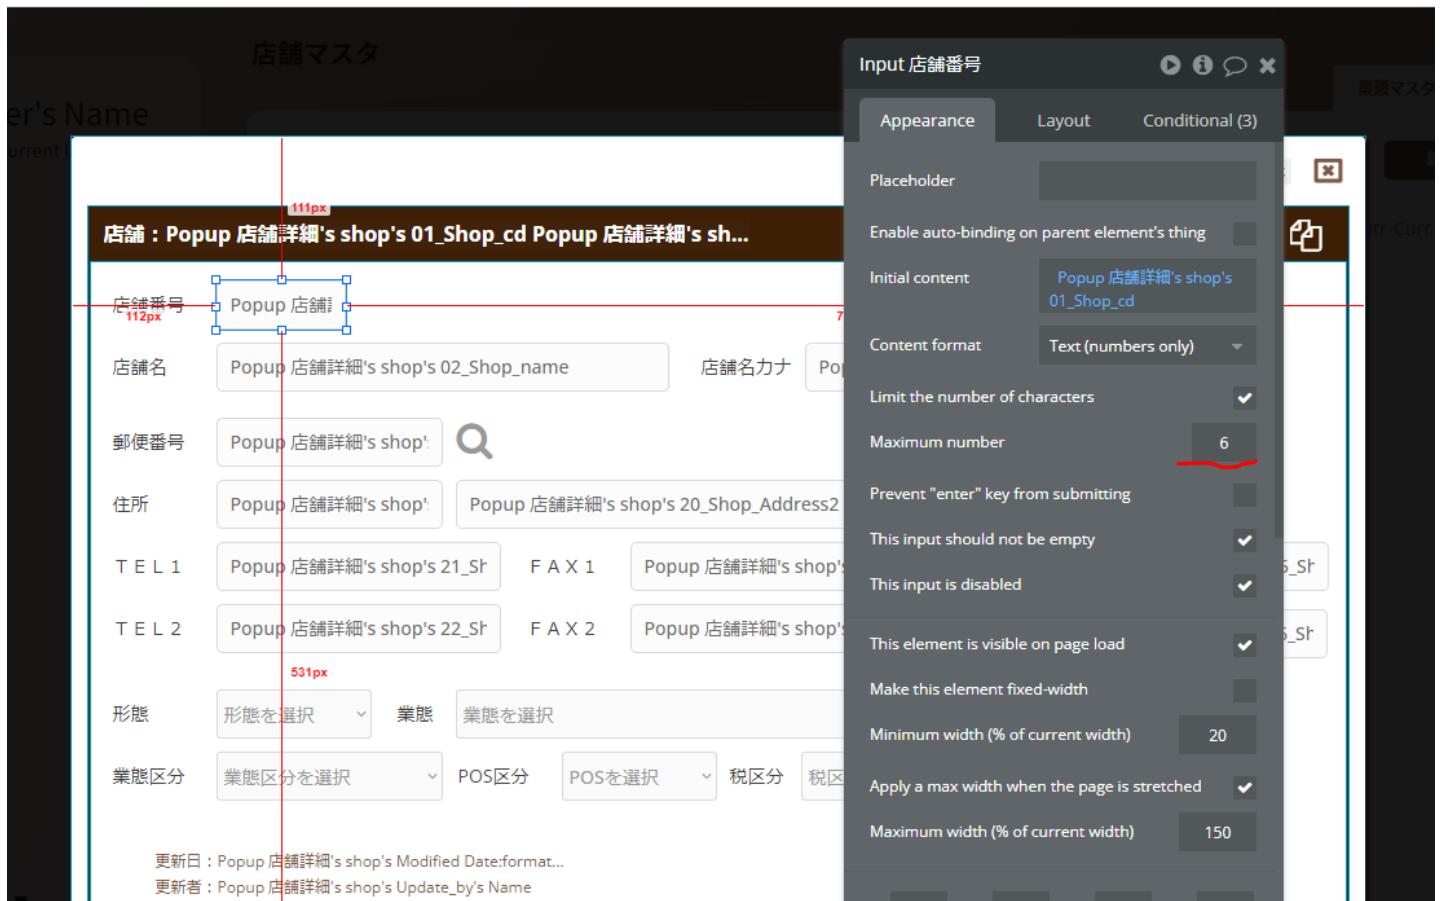 店舗マスタ
er's Name
業態マスタ
Input 店舗番号
Appearance
Layout
Conditional (3)
Placeholder
111px
店舗：Popup 店舗詳細's shop's 01_Shop_cd Popup 店舗詳細's sh...
Enable auto-binding on parent element's thing
店舗番号
Popup 店舗
112px
Initial content
Popup 店舗詳細's shop's
01_Shop_cd
Content format
Text (numbers only)
店舗名
Popup 店舗詳細's shop's 02_Shop_name
店舗名カナ
Limit the number of characters
Maximum number
6
郵便番号
Popup 店舗詳細's shop'
Prevent "enter" key from submitting
住所
Popup 店舗詳細's shop'
Popup 店舗詳細's shop's 20_Shop_Address2
This input should not be empty
ＴＥＬ1
Popup 店舗詳細's shop's 21_Sh
ＦＡＸ1
Popup 店舗詳細's shop's
This input is disabled
ＴＥＬ2
Popup 店舗詳細's shop's 22_Sh
ＦＡＸ2
Popup 店舗詳細's shop's
This element is visible on page load
531px
Make this element fixed-width
形態
形態を選択
業態
業態を選択
Minimum width (% of current width)
20
業態区分
業態区分を選択
POS区分
POSを選択
税区分
税区
Apply a max width when the page is stretched
Maximum width (% of current width)
150
更新日：Popup 店舗詳細's shop's Modified Date:format...
更新者：Popup 店舗詳細's shop's Update_by's Name